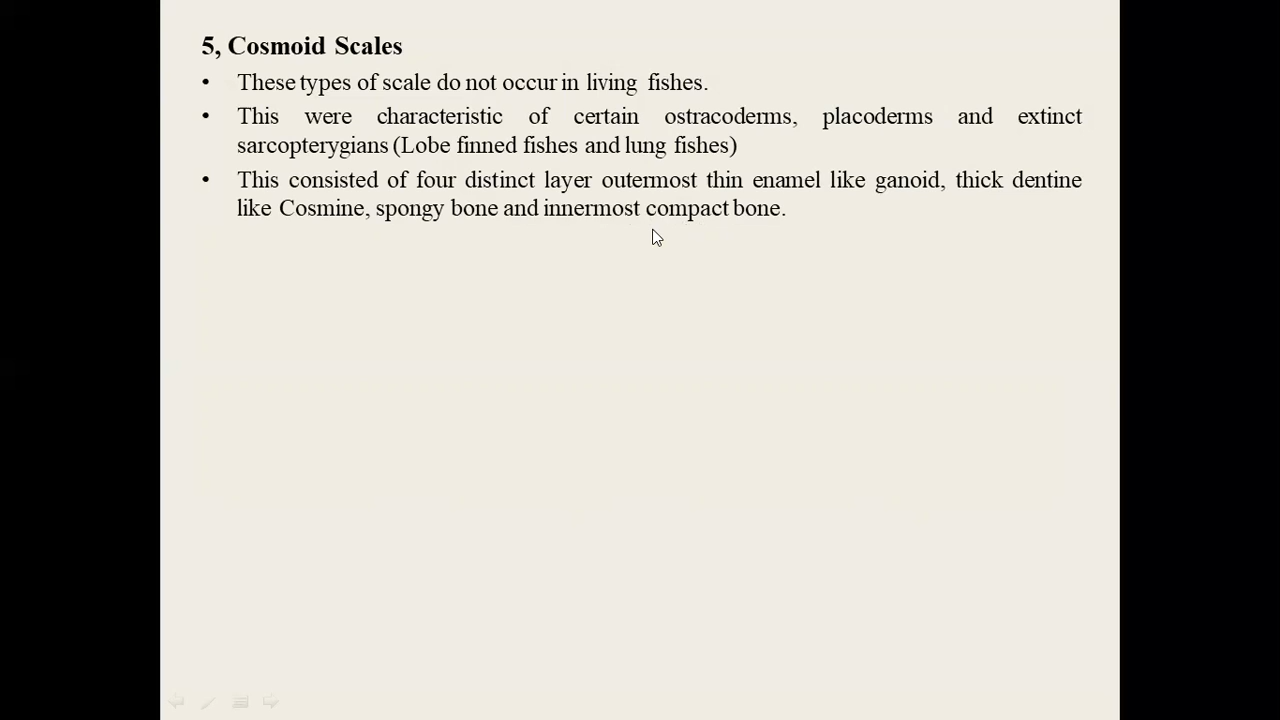 5, Cosmoid Scales
• These types of scale do not occur in living fishes.
• This were characteristic of certain ostracoderms, placoderms and extinct
sarcopterygians (Lobe finned fishes and lung fishes)
• This consisted of four distinct layer outermost thin enamel like ganoid, thick dentine
like Cosmine, spongy bone and innermost compact bone.